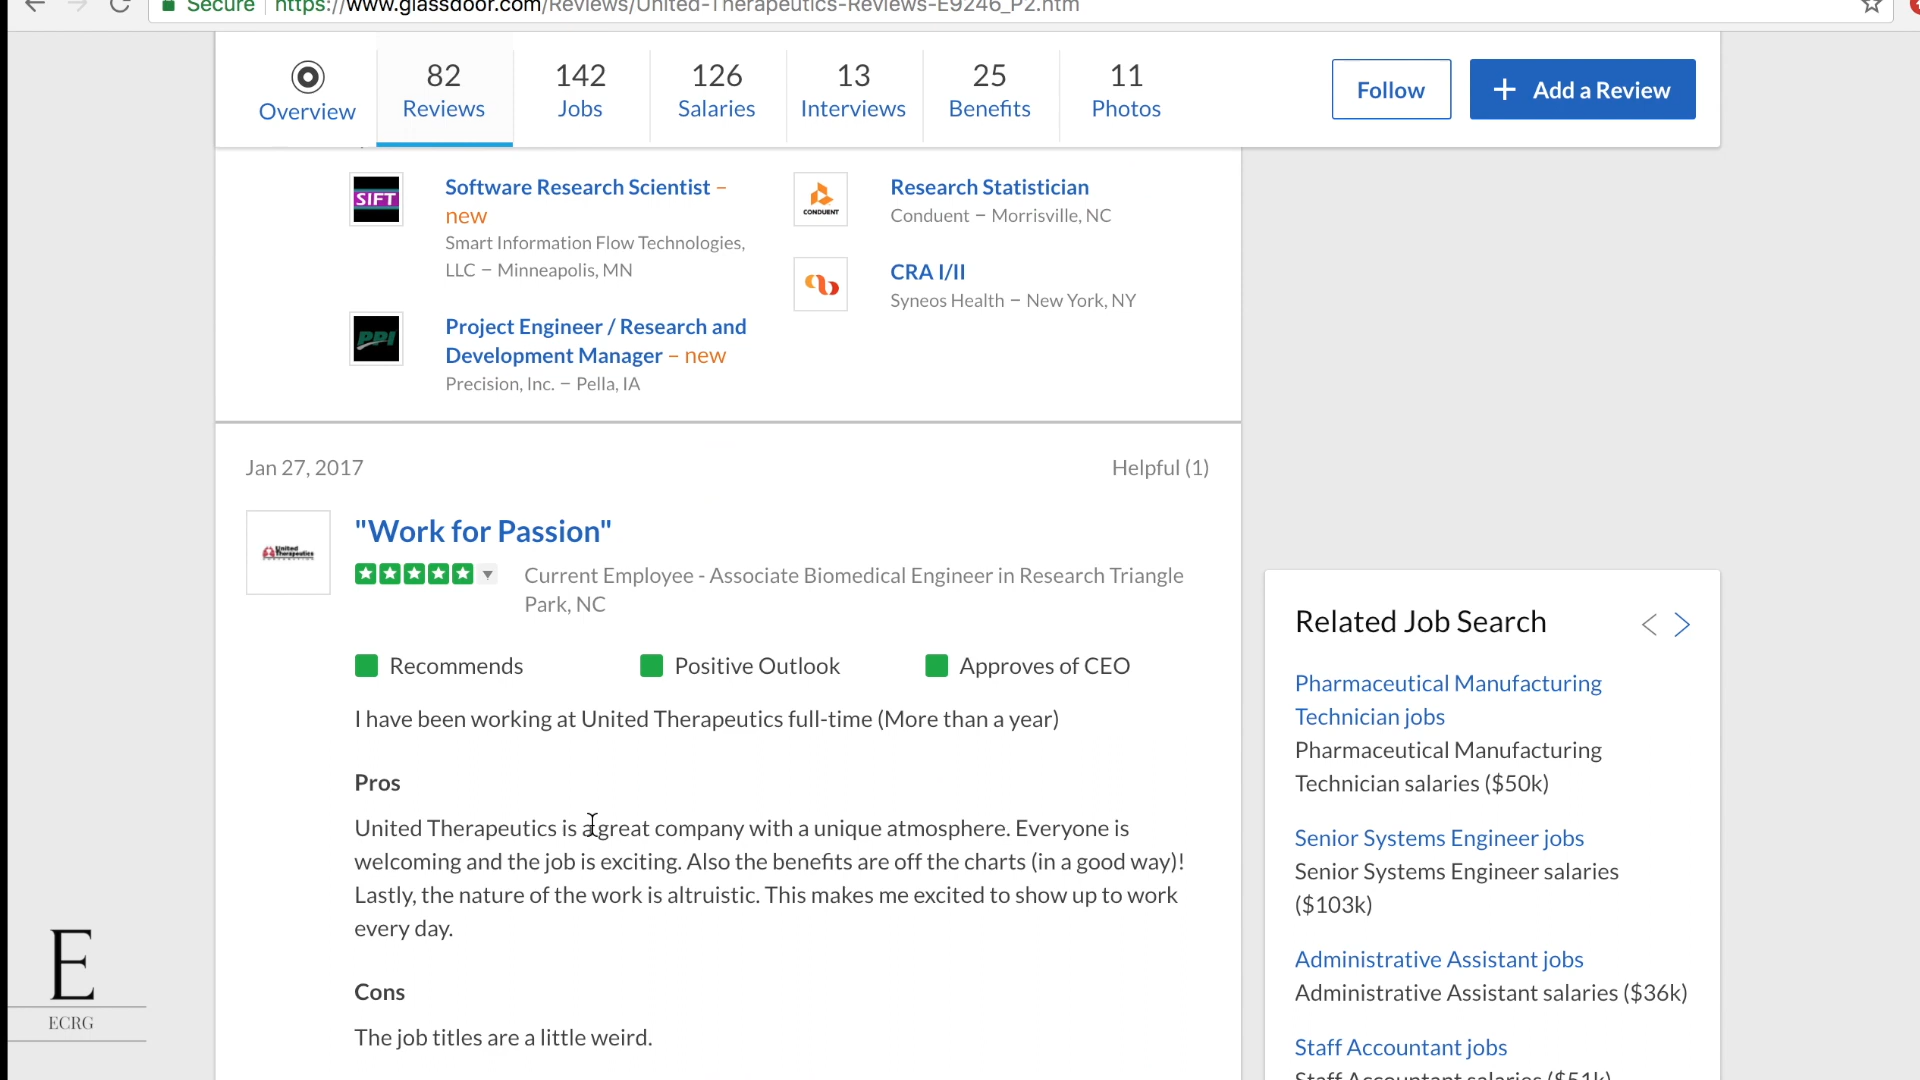 Secure https://www.glassdoor.com/Reviews/United-Therapeutics-Reviews-E9246_P2.htm
Overview
82
Reviews
142
Jobs
126
Salaries
13
Interviews
25
Benefits
11
Photos
Follow
+ Add a Review
SIFT
Software Research Scientist –
new
Smart Information Flow Technologies,
LLC – Minneapolis, MN
PPI
Project Engineer / Research and
Development Manager – new
Precision, Inc. – Pella, IA
CONDUENT
Research Statistician
Conduent – Morrisville, NC
CRA I/II
Syneos Health – New York, NY
Jan 27, 2017
Helpful (1)
United
Therapeutics
"Work for Passion"
Current Employee - Associate Biomedical Engineer in Research Triangle
Park, NC
Recommends
Positive Outlook
Approves of CEO
I have been working at United Therapeutics full-time (More than a year)
Pros
United Therapeutics is a great company with a unique atmosphere. Everyone is
welcoming and the job is exciting. Also the benefits are off the charts (in a good way)!
Lastly, the nature of the work is altruistic. This makes me excited to show up to work
every day.
Cons
The job titles are a little weird.
Related Job Search
Pharmaceutical Manufacturing
Technician jobs
Pharmaceutical Manufacturing
Technician salaries ($50k)
Senior Systems Engineer jobs
Senior Systems Engineer salaries
($103k)
Administrative Assistant jobs
Administrative Assistant salaries ($36k)
Staff Accountant jobs
Staff Accountant salaries ($51k)
E
ECRG